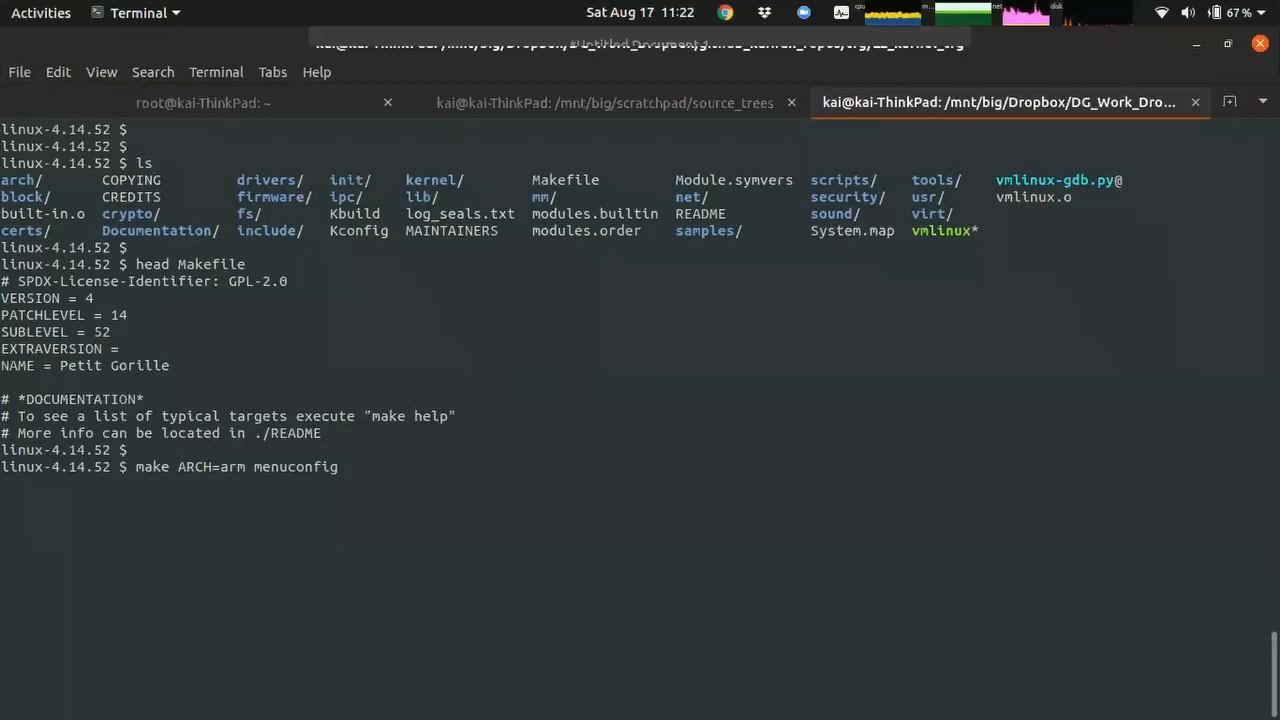 Activities Terminal Sat Aug 17 11:22 cpu m... net disk 67 %
File Edit View Search Terminal Tabs Help
root@kai-ThinkPad: ~ kai@kai-ThinkPad: /mnt/big/scratchpad/source_trees kai@kai-ThinkPad: /mnt/big/Dropbox/DG_Work_Dro...
linux-4.14.52 $
linux-4.14.52 $
linux-4.14.52 $ ls
arch/ COPYING drivers/ init/ kernel/ Makefile Module.symvers scripts/ tools/ vmlinux-gdb.py@
block/ CREDITS firmware/ ipc/ lib/ mm/ net/ security/ usr/ vmlinux.o
built-in.o crypto/ fs/ Kbuild log_seals.txt modules.builtin README sound/ virt/
certs/ Documentation/ include/ Kconfig MAINTAINERS modules.order samples/ System.map vmlinux*
linux-4.14.52 $
linux-4.14.52 $ head Makefile
# SPDX-License-Identifier: GPL-2.0
VERSION = 4
PATCHLEVEL = 14
SUBLEVEL = 52
EXTRAVERSION =
NAME = Petit Gorille
# *DOCUMENTATION*
# To see a list of typical targets execute "make help"
# More info can be located in ./README
linux-4.14.52 $
linux-4.14.52 $ make ARCH=arm menuconfig